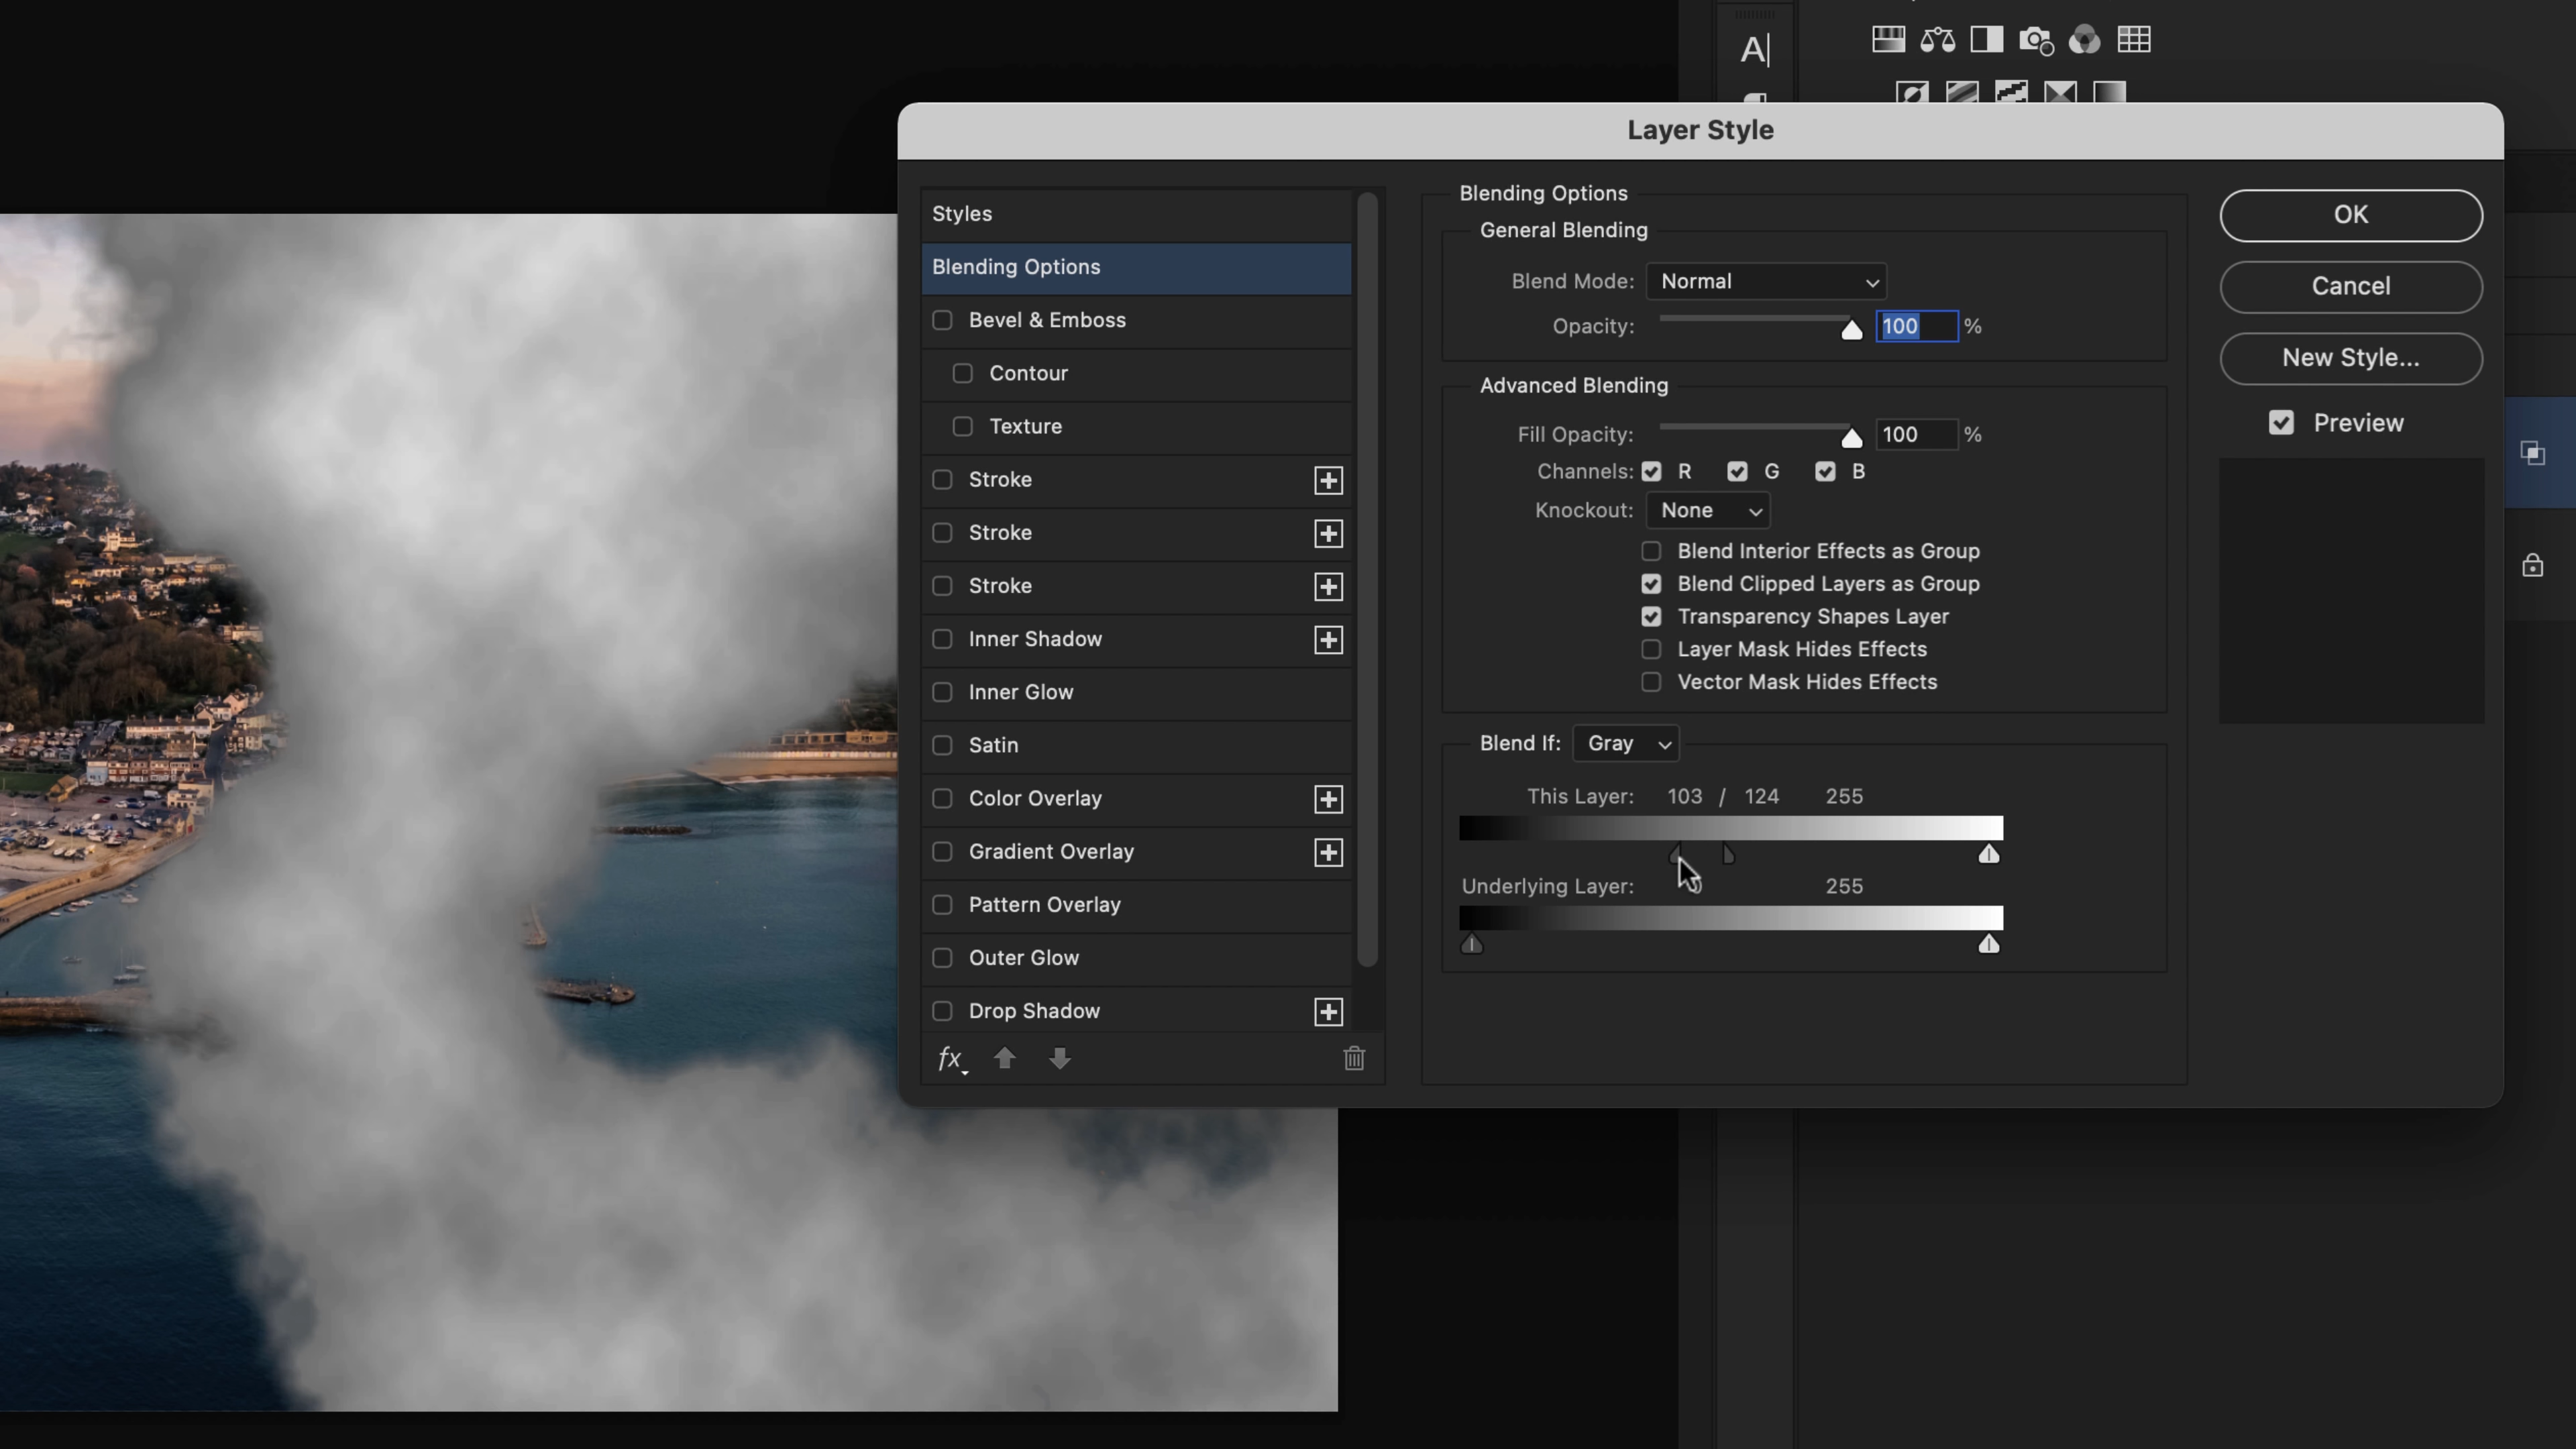 A|
Layer Style
Styles
Blending Options
Bevel & Emboss
Contour
Texture
Stroke
Stroke
Stroke
Inner Shadow
Inner Glow
Satin
Color Overlay
Gradient Overlay
Pattern Overlay
Outer Glow
Drop Shadow
fx
Blending Options
General Blending
Blend Mode: Normal
Opacity: 100 %
Advanced Blending
Fill Opacity: 100 %
Channels: R G B
Knockout: None
Blend Interior Effects as Group
Blend Clipped Layers as Group
Transparency Shapes Layer
Layer Mask Hides Effects
Vector Mask Hides Effects
Blend If: Gray
This Layer: 103 / 124 255
Underlying Layer: 0 255
OK
Cancel
New Style...
Preview